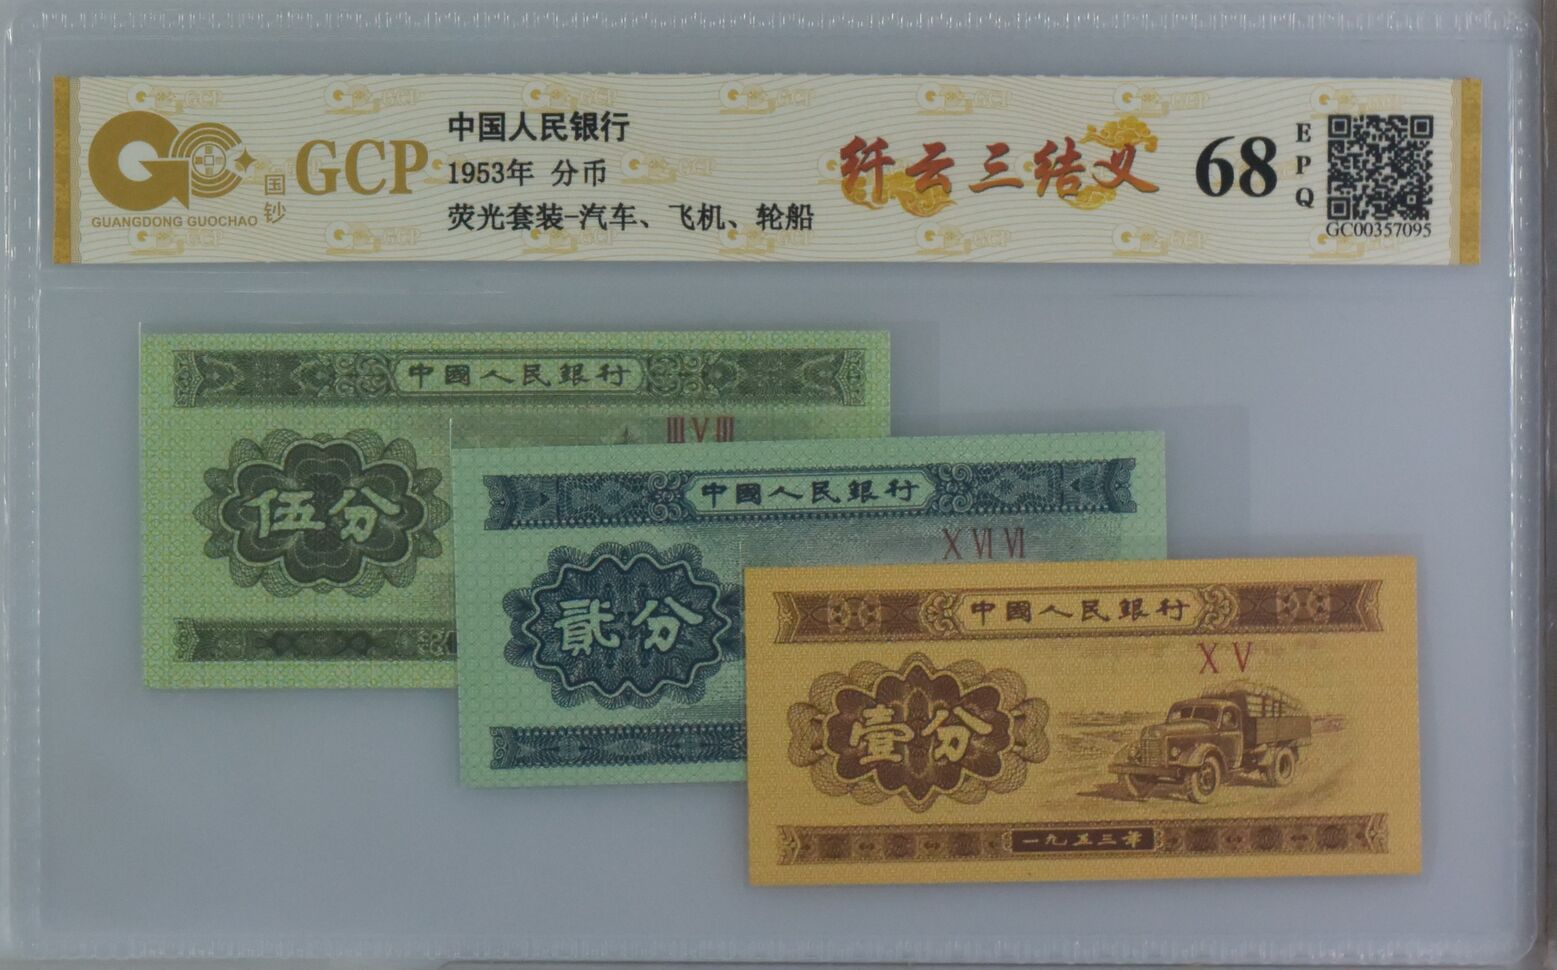 GUANGDONG GUOCHAO
国钞
GCP
中国人民银行
1953年 分币
荧光套装-汽车、飞机、轮船
纤云三结义
68
EPQ
GC00357095
中國人民銀行
III V III
伍分
中國人民銀行
X VI VI
貳分
中國人民銀行
X V
壹分
一九五三年